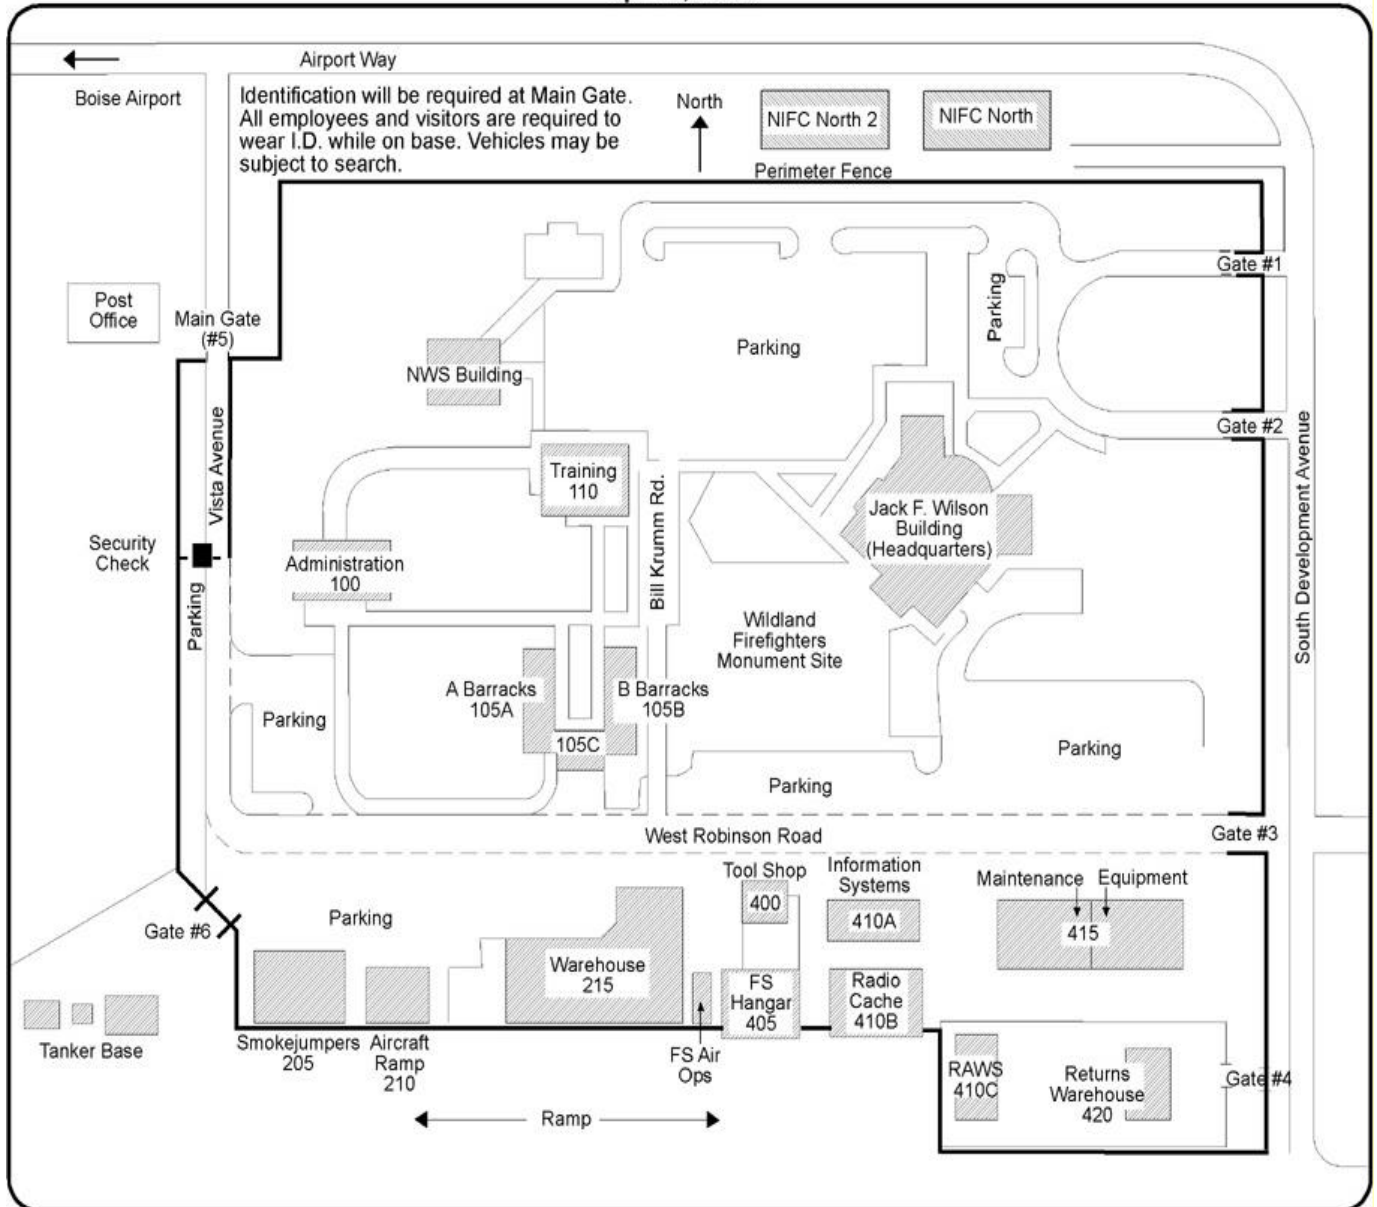 Airport Way
Boise Airport
Identification will be required at Main Gate.
All employees and visitors are required to
wear I.D. while on base. Vehicles may be
subject to search.
North
NIFC North 2
NIFC North
Perimeter Fence
Gate #1
Post
Office
Main Gate
(#5)
Parking
Parking
NWS Building
Vista Avenue
Gate #2
South Development Avenue
Training
110
Bill Krumm Rd.
Jack F. Wilson
Building
(Headquarters)
Security
Check
Administration
100
Parking
Wildland
Firefighters
Monument Site
A Barracks
105A
B Barracks
105B
105C
Parking
Parking
Parking
West Robinson Road
Gate #3
Tool Shop
400
Information
Systems
410A
Maintenance
Equipment
415
Gate #6
Parking
Warehouse
215
FS
Hangar
405
Radio
Cache
410B
Tanker Base
Smokejumpers
205
Aircraft
Ramp
210
FS Air
Ops
RAWS
410C
Returns
Warehouse
420
Gate #4
Ramp